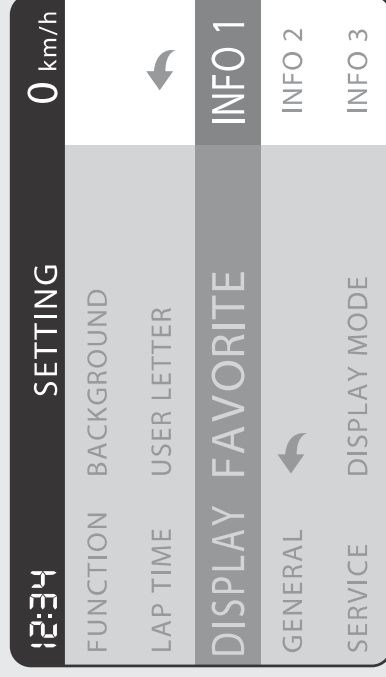 12:34 SETTING 0 km/h
FUNCTION BACKGROUND
LAP TIME USER LETTER
DISPLAY FAVORITE INFO 1
GENERAL INFO 2
SERVICE DISPLAY MODE INFO 3